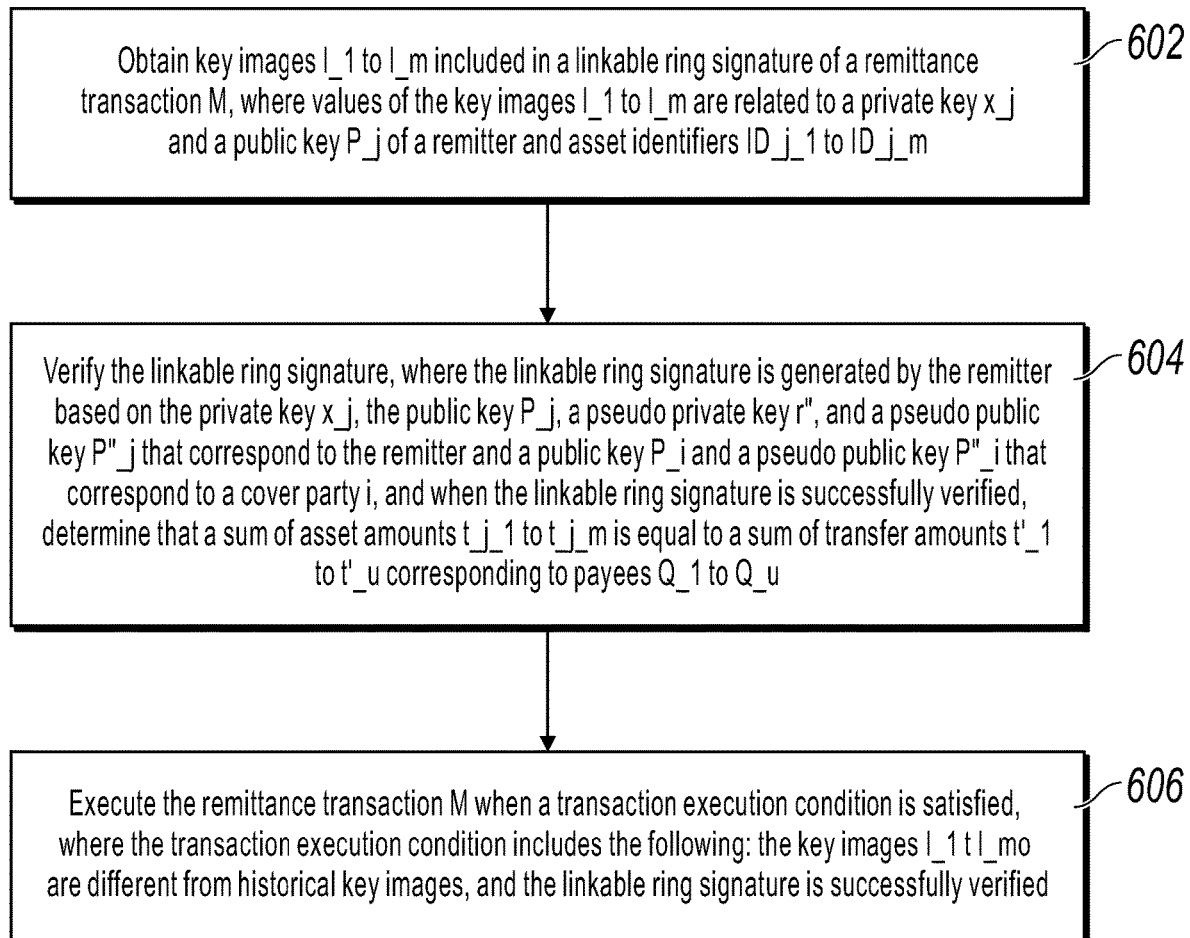 602
Obtain key images I_1 to I_m included in a linkable ring signature of a remittance
transaction M, where values of the key images I_1 to I_m are related to a private key x_j
and a public key P_j of a remitter and asset identifiers ID_j_1 to ID_j_m
604
Verify the linkable ring signature, where the linkable ring signature is generated by the remitter
based on the private key x_j, the public key P_j, a pseudo private key r", and a pseudo public
key P"_j that correspond to the remitter and a public key P_i and a pseudo public key P"_i that
correspond to a cover party i, and when the linkable ring signature is successfully verified,
determine that a sum of asset amounts t_j_1 to t_j_m is equal to a sum of transfer amounts t'_1
to t'_u corresponding to payees Q_1 to Q_u
606
Execute the remittance transaction M when a transaction execution condition is satisfied,
where the transaction execution condition includes the following: the key images I_1 t I_mo
are different from historical key images, and the linkable ring signature is successfully verified